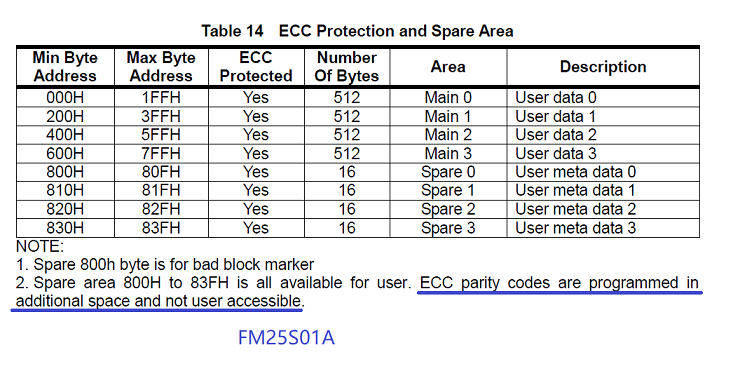 Table 14 ECC Protection and Spare Area
Min Byte Address Max Byte Address ECC Protected Number Of Bytes Area Description
000H 1FFH Yes 512 Main 0 User data 0
200H 3FFH Yes 512 Main 1 User data 1
400H 5FFH Yes 512 Main 2 User data 2
600H 7FFH Yes 512 Main 3 User data 3
800H 80FH Yes 16 Spare 0 User meta data 0
810H 81FH Yes 16 Spare 1 User meta data 1
820H 82FH Yes 16 Spare 2 User meta data 2
830H 83FH Yes 16 Spare 3 User meta data 3
NOTE:
1. Spare 800h byte is for bad block marker
2. Spare area 800H to 83FH is all available for user. ECC parity codes are programmed in
additional space and not user accessible.
FM25S01A